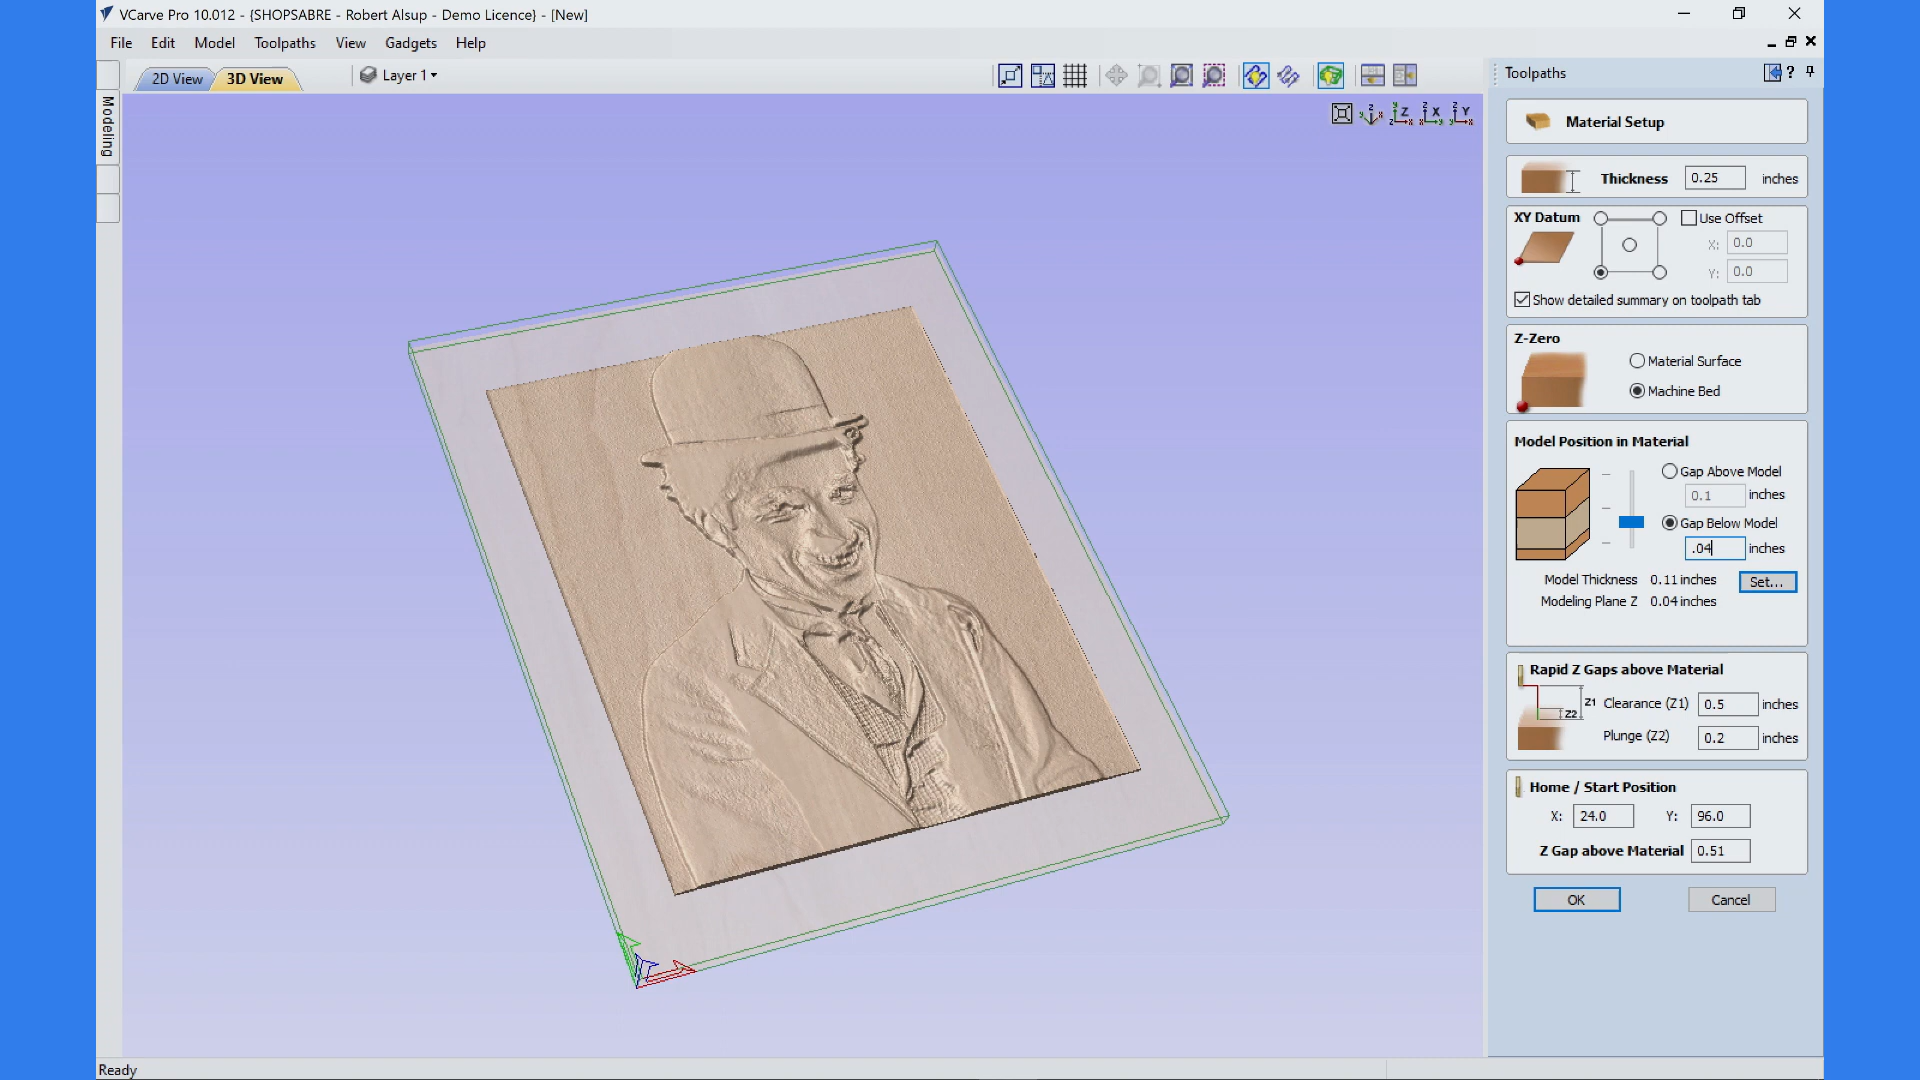 VCarve Pro 10.012 - {SHOPSABRE - Robert Alsup - Demo Licence} - [New]
File Edit Model Toolpaths View Gadgets Help
2D View 3D View Layer 1
Modeling
Z X Y
Toolpaths ?
Material Setup
Thickness 0.25 inches
XY Datum Use Offset
X: 0.0
Y: 0.0
Show detailed summary on toolpath tab
Z-Zero
Material Surface
Machine Bed
Model Position in Material
Gap Above Model
0.1 inches
Gap Below Model
.04 inches
Model Thickness 0.11 inches Set...
Modeling Plane Z 0.04 inches
Rapid Z Gaps above Material
Z1 Clearance (Z1) 0.5 inches
Z2 Plunge (Z2) 0.2 inches
Home / Start Position
X: 24.0 Y: 96.0
Z Gap above Material 0.51
OK Cancel
Ready